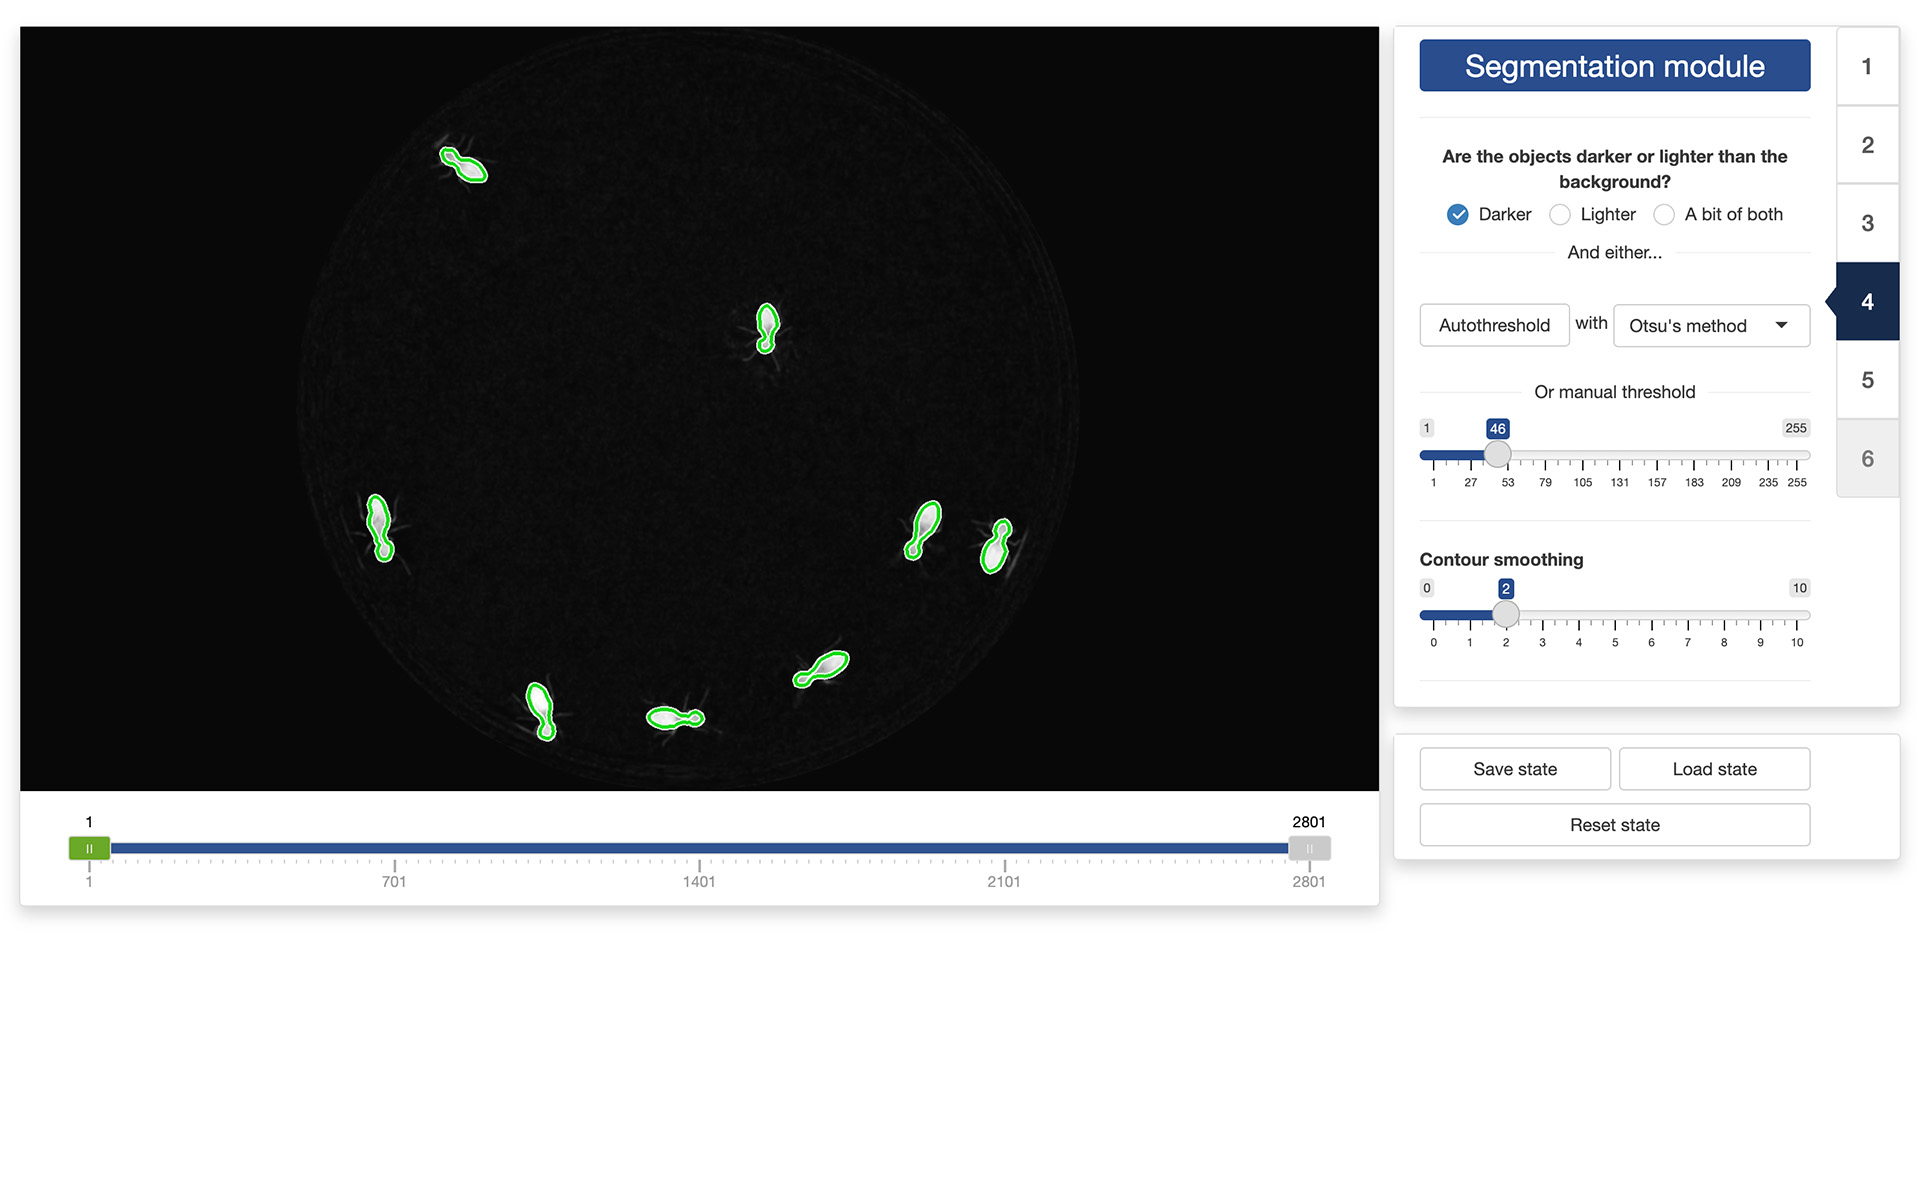 Segmentation module
Are the objects darker or lighter than the
background?
Darker Lighter A bit of both
And either...
Autothreshold with Otsu's method
Or manual threshold
1 46 255
1 27 53 79 105 131 157 183 209 235 255
Contour smoothing
0 2 10
0 1 2 3 4 5 6 7 8 9 10
1
2
3
4
5
6
Save state Load state
Reset state
1 2801
1 701 1401 2101 2801